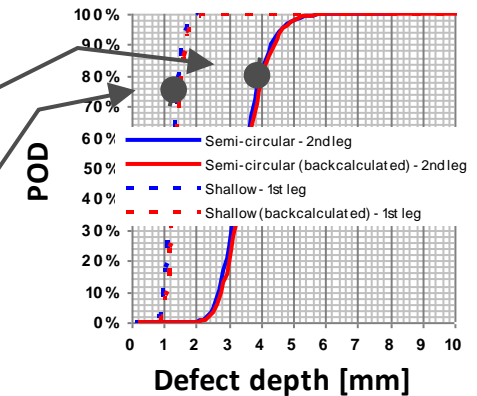 100%
90%
80%
70%
60%
50%
40%
30%
20%
10%
0%
POD
Semi-circular - 2nd leg
Semi-circular (backcalculated) - 2nd leg
Shallow - 1st leg
Shallow (backcalculated) - 1st leg
0 1 2 3 4 5 6 7 8 9 10
Defect depth [mm]